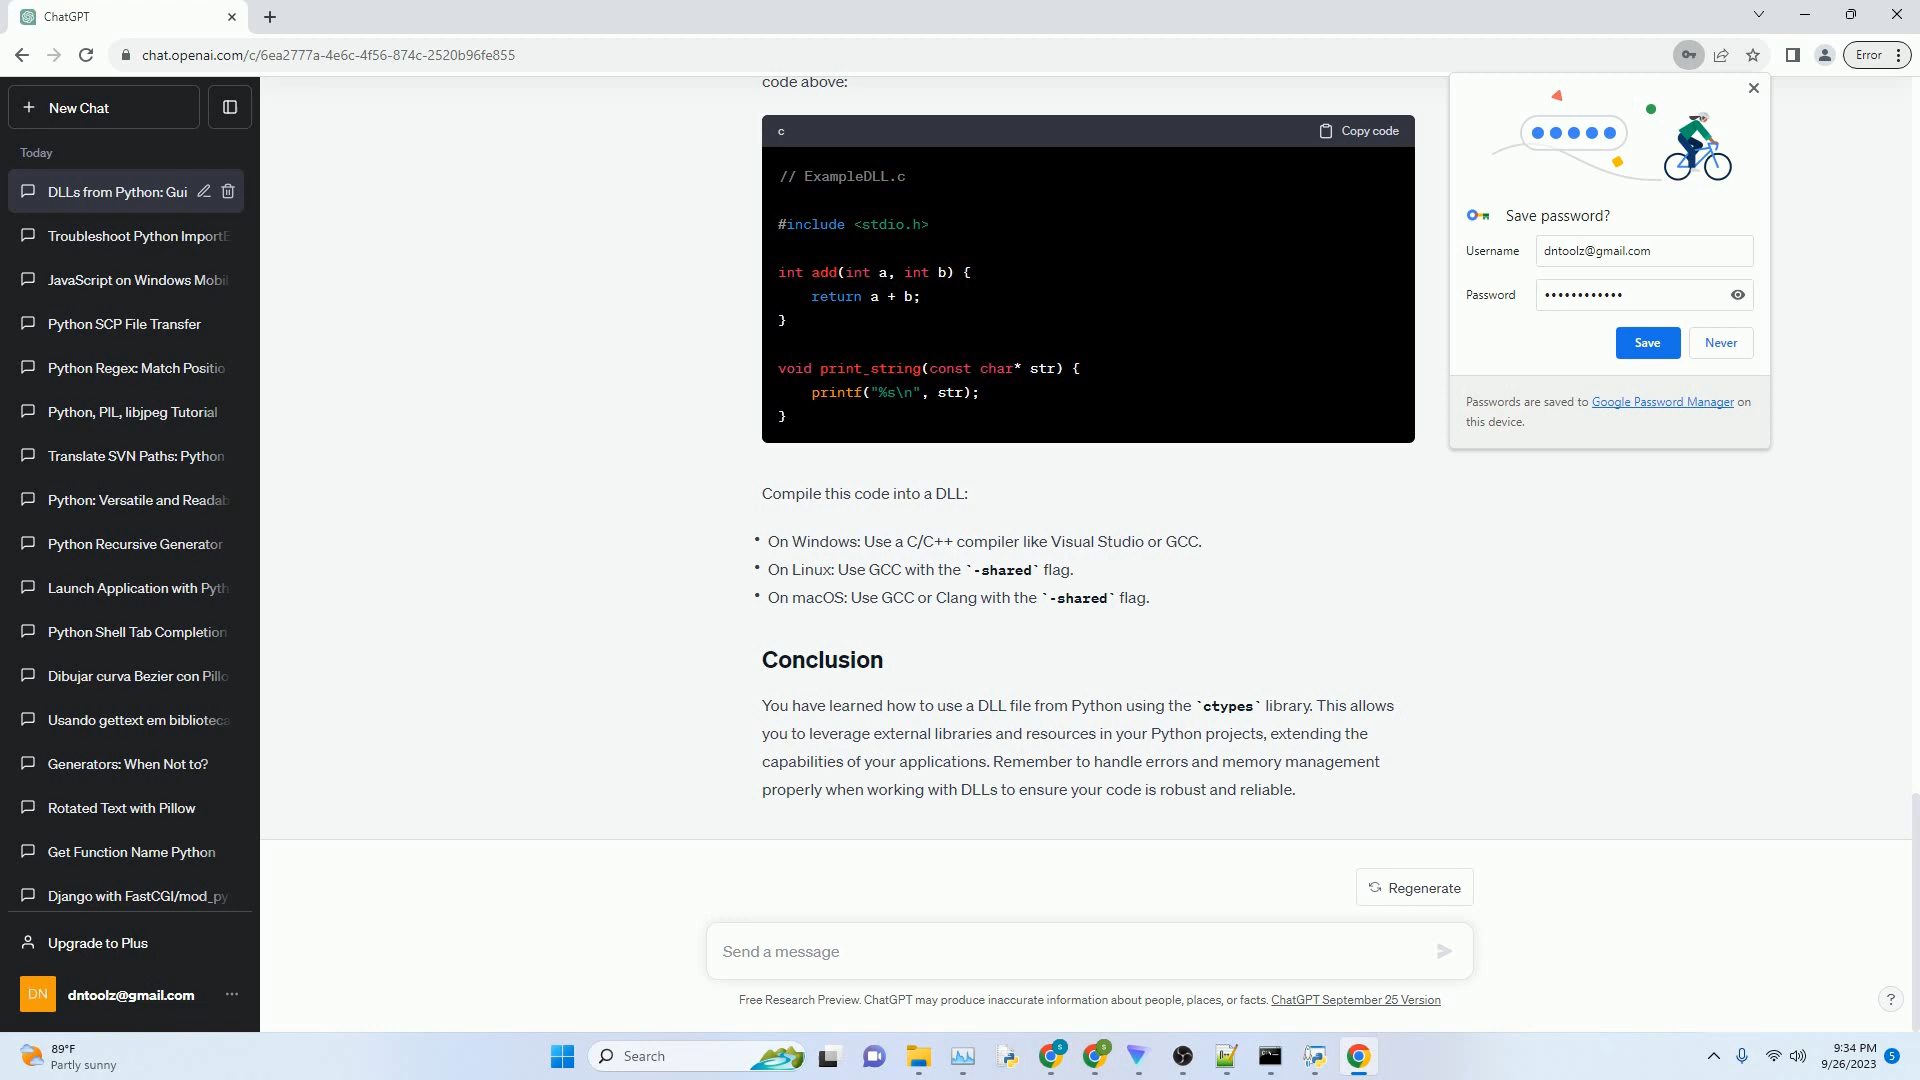 ChatGPT
chat.openai.com/c/6ea2777a-4e6c-4f56-874c-2520b96fe855
Error
New Chat
Today
DLLs from Python: Gui
Troubleshoot Python ImportE
JavaScript on Windows Mobil
Python SCP File Transfer
Python Regex: Match Positio
Python, PIL, libjpeg Tutorial
Translate SVN Paths: Python
Python: Versatile and Readab
Python Recursive Generator
Launch Application with Pyth
Python Shell Tab Completion
Dibujar curva Bezier con Pillo
Usando gettext em biblioteca
Generators: When Not to?
Rotated Text with Pillow
Get Function Name Python
Django with FastCGI/mod_py
Upgrade to Plus
DN
dntoolz@gmail.com
code above:
c
Copy code
// ExampleDLL.c
#include <stdio.h>
int add(int a, int b) {
return a + b;
}
void print_string(const char* str) {
printf("%s\n", str);
}
Compile this code into a DLL:
• On Windows: Use a C/C++ compiler like Visual Studio or GCC.
• On Linux: Use GCC with the `-shared` flag.
• On macOS: Use GCC or Clang with the `-shared` flag.
Conclusion
You have learned how to use a DLL file from Python using the `ctypes` library. This allows
you to leverage external libraries and resources in your Python projects, extending the
capabilities of your applications. Remember to handle errors and memory management
properly when working with DLLs to ensure your code is robust and reliable.
Regenerate
Send a message
Free Research Preview. ChatGPT may produce inaccurate information about people, places, or facts. ChatGPT September 25 Version
?
Save password?
Username
dntoolz@gmail.com
Password
••••••••••••
Save
Never
Passwords are saved to Google Password Manager on
this device.
89°F
Partly sunny
Search
S
S
9:34 PM
9/26/2023
5